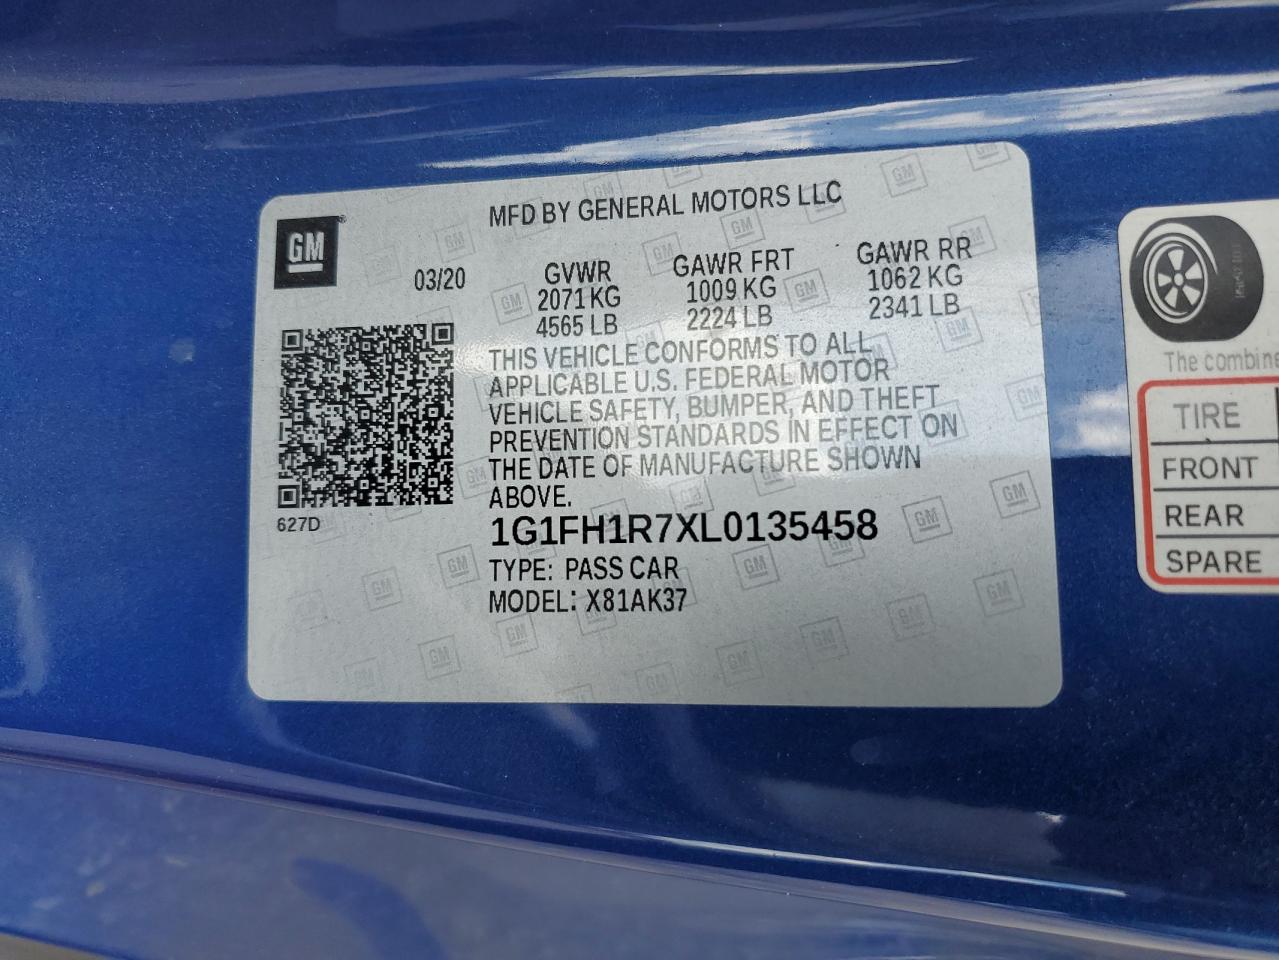 MFD BY GENERAL MOTORS LLC
GM
03/20
GVWR
2071 KG
4565 LB
GAWR FRT
1009 KG
2224 LB
GAWR RR
1062 KG
2341 LB
THIS VEHICLE CONFORMS TO ALL
APPLICABLE U.S. FEDERAL MOTOR
VEHICLE SAFETY, BUMPER, AND THEFT
PREVENTION STANDARDS IN EFFECT ON
THE DATE OF MANUFACTURE SHOWN
ABOVE.
627D
1G1FH1R7XL0135458
TYPE: PASS CAR
MODEL: X81AK37
The combine
TIRE
FRONT
REAR
SPARE